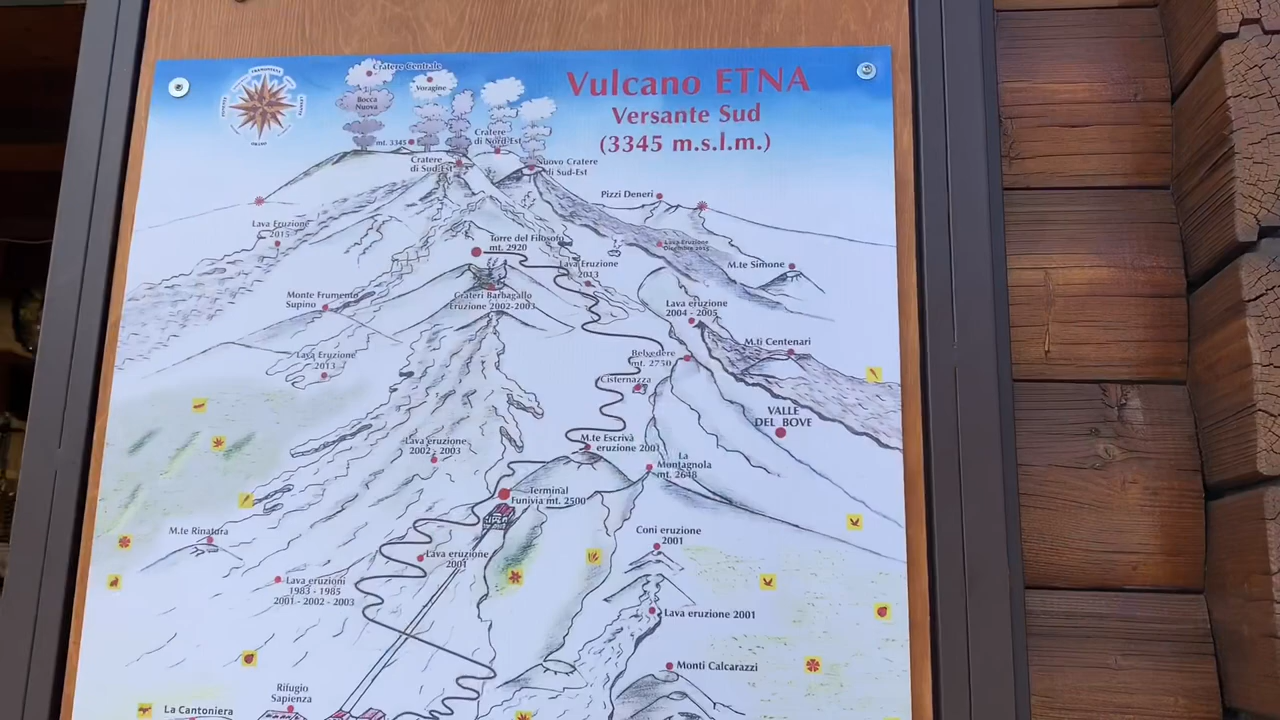 Vulcano ETNA
Versante Sud
(3345 m.s.l.m.)
Cratere Centrale
Voragine
Bocca
Nuova
mt. 3345
Cratere
di Nord-Est
Cratere
di Sud-Est
Nuovo Cratere
di Sud-Est
Pizzi Deneri
Lava Eruzione
2015
Torre del Filosofo
mt. 2920
Lava Eruzione
Dicembre 2015
Lava Eruzione
2013
M.te Simone
Monte Frumento
Supino
Crateri Barbagallo
Eruzione 2002-2003
Lava eruzione
2004 - 2005
M.ti Centenari
Lava Eruzione
2013
Belvedere
mt. 2750
Cisternazza
VALLE
DEL BOVE
Lava eruzione
2002 - 2003
M.te Escrivà
eruzione 2001
La
Montagnola
mt. 2648
Terminal
Funivia mt. 2500
M.te Rinatura
Coni eruzione
2001
Lava eruzione
2001
Lava eruzioni
1983 - 1985
2001 - 2002 - 2003
Lava eruzione 2001
Monti Calcarazzi
Rifugio
Sapienza
La Cantoniera